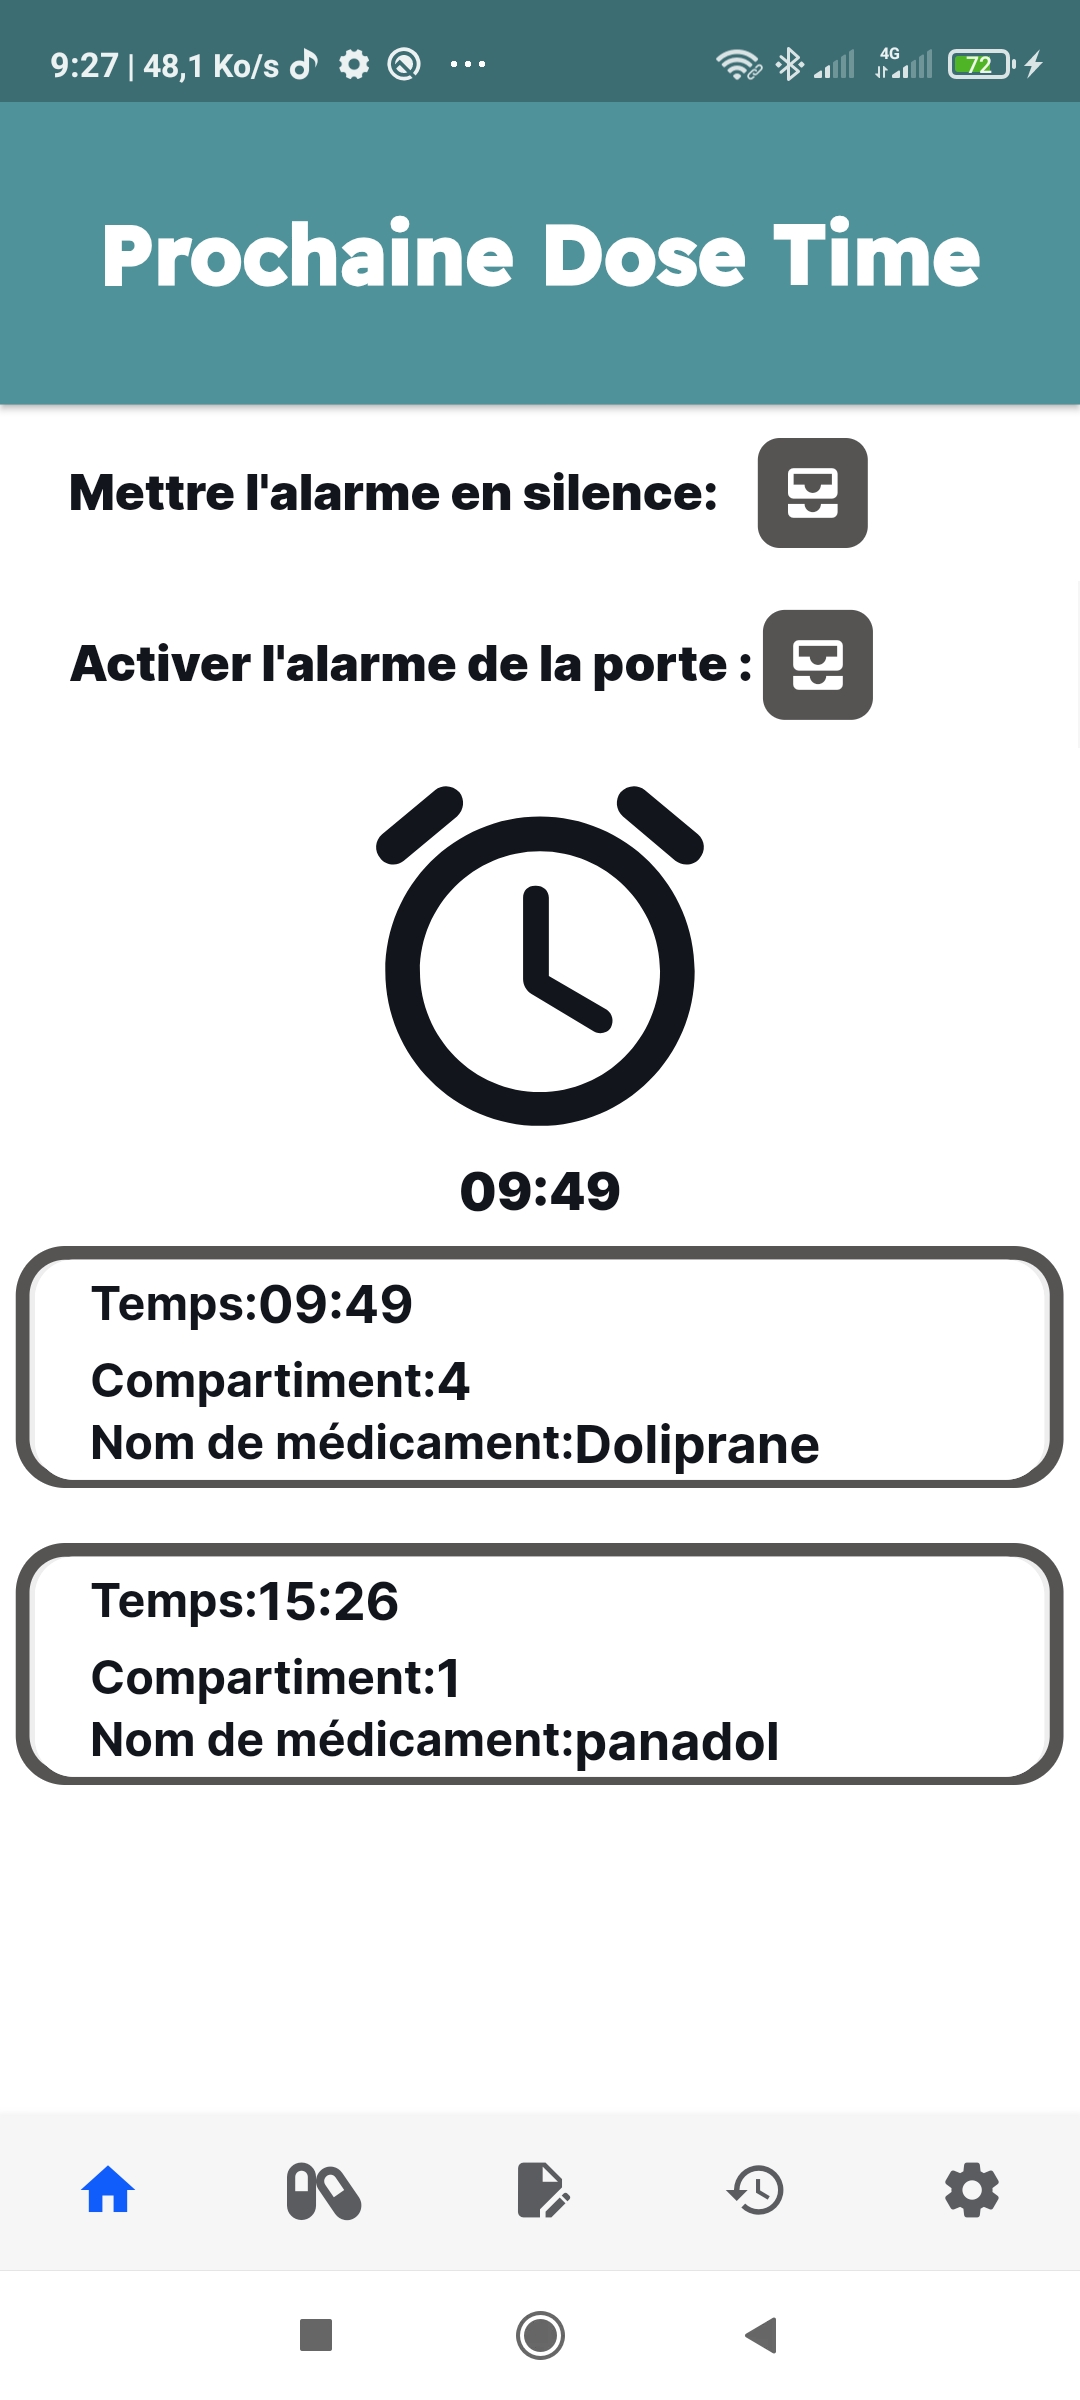 9:27 | 48,1 Ko/s
4G
72
Prochaine Dose Time
Mettre l'alarme en silence:
Activer l'alarme de la porte :
09:49
Temps:09:49
Compartiment:4
Nom de médicament:Doliprane
Temps:15:26
Compartiment:1
Nom de médicament:panadol